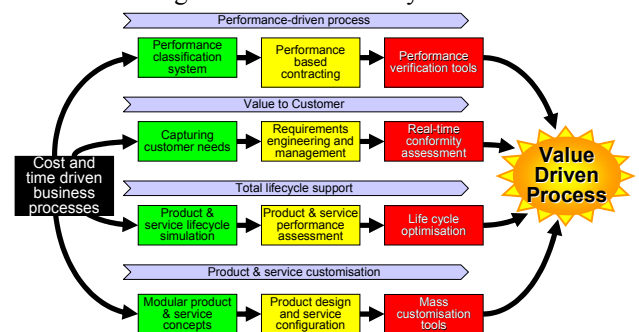 Performance-driven process
Performance
classification
system
Performance
based
contracting
Performance
verification tools
Value to Customer
Capturing
customer needs
Requirements
engineering and
management
Real-time
conformity
assessment
Cost and
time driven
business
processes
Value
Driven
Process
Total lifecycle support
Product &
service lifecycle
simulation
Product & service
performance
assessment
Life cycle
optimisation
Product & service customisation
Modular product
& service
concepts
Product design
and service
configuration
Mass
customisation
tools